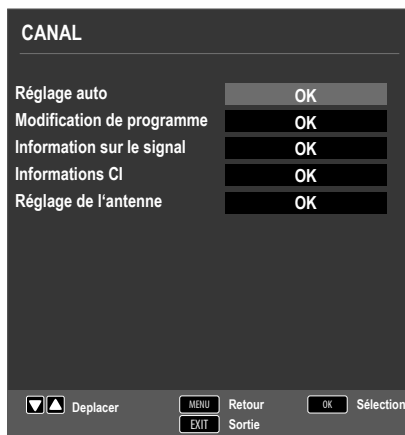 CANAL
Réglage auto OK
Modification de programme OK
Information sur le signal OK
Informations CI OK
Réglage de l‘antenne OK
Deplacer MENU Retour OK Sélection
EXIT Sortie